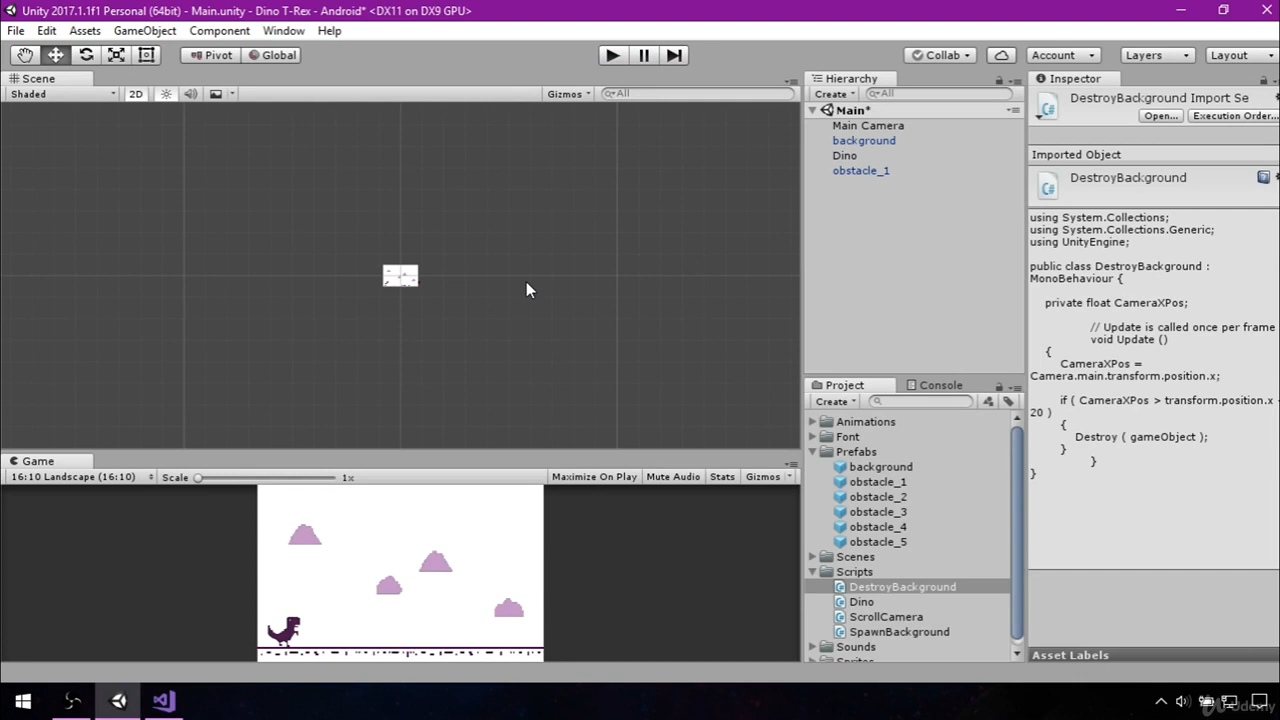 Unity 2017.1.1f1 Personal (64bit) - Main.unity - Dino T-Rex - Android* <DX11 on DX9 GPU>
File Edit Assets GameObject Component Window Help
Pivot Global Collab Account Layers Layout
Scene
Shaded 2D Gizmos All
Hierarchy
Create All
Main*
Main Camera
background
Dino
obstacle_1
Project Console
Create
Animations
Font
Prefabs
background
obstacle_1
obstacle_2
obstacle_3
obstacle_4
obstacle_5
Scenes
Scripts
DestroyBackground
Dino
ScrollCamera
SpawnBackground
Sounds
Sprites
Inspector
DestroyBackground Import Se
Open... Execution Order...
Imported Object
DestroyBackground
C#
using System.Collections;
using System.Collections.Generic;
using UnityEngine;
public class DestroyBackground :
MonoBehaviour {
private float CameraXPos;
// Update is called once per frame
void Update ()
{
CameraXPos =
Camera.main.transform.position.x;
if ( CameraXPos > transform.position.x +
20 )
{
Destroy ( gameObject );
}
}
}
Asset Labels
Game
16:10 Landscape (16:10) Scale 1x Maximize On Play Mute Audio Stats Gizmos
Udemy